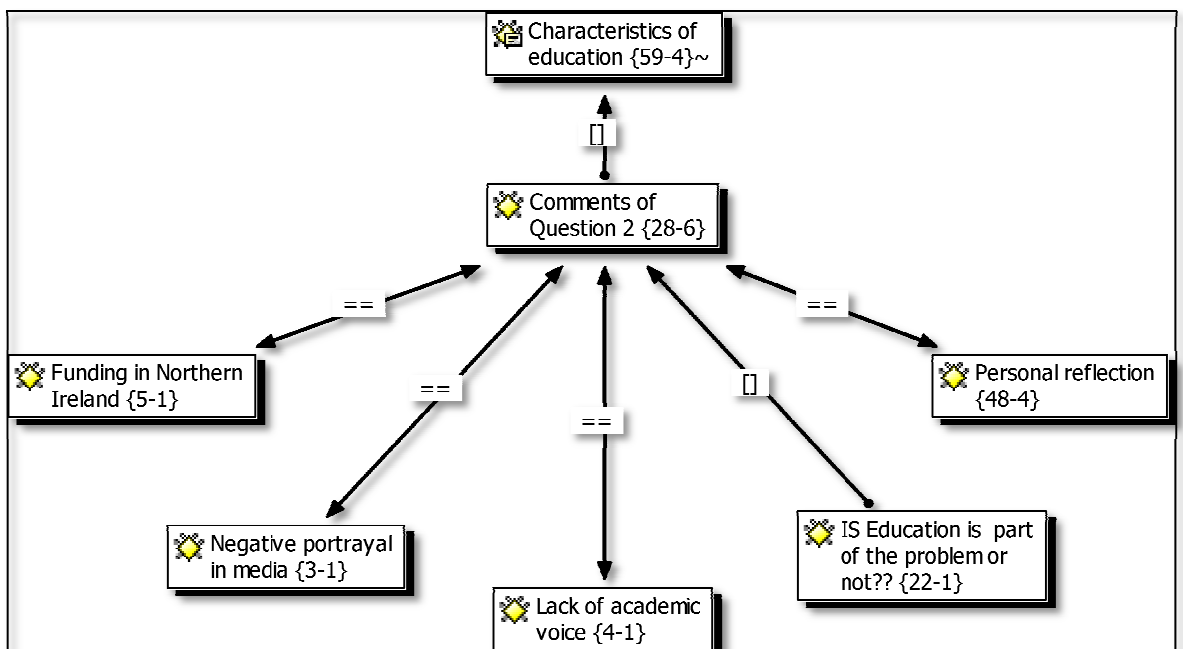 Characteristics of
education {59-4}~
[]
Comments of
Question 2 {28-6}
==
==
==
[]
==
Funding in Northern
Ireland {5-1}
Personal reflection
{48-4}
Negative portrayal
in media {3-1}
IS Education is part
of the problem or
not?? {22-1}
Lack of academic
voice {4-1}